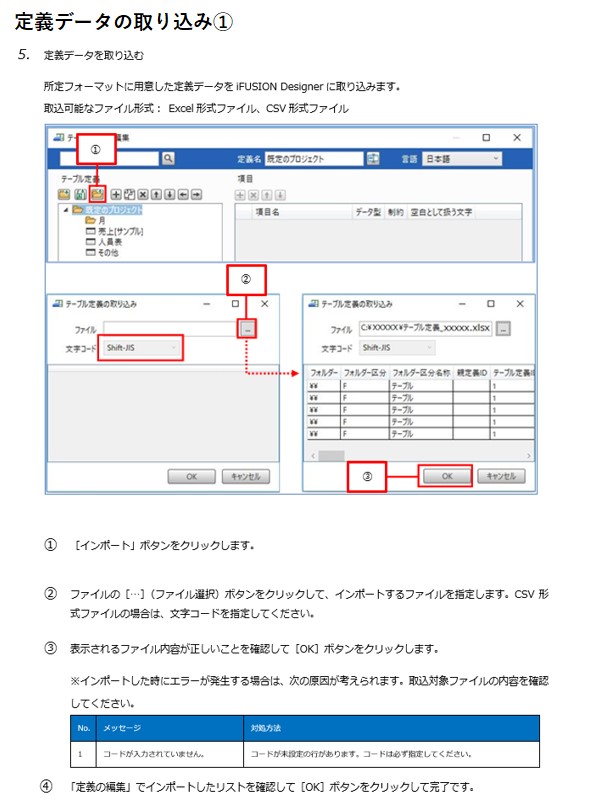 定義データの取り込み①
5. 定義データを取り込む
所定フォーマットに用意した定義データを iFUSION Designer に取り込みます。
取込可能なファイル形式： Excel 形式ファイル、CSV 形式ファイル
①
定義名 既定のプロジェクト 言語 日本語
テーブル定義 項目
項目名 データ型 制約 空白として扱う文字
既定のプロジェクト
月
売上[サンプル]
人員表
その他
②
テーブル定義の取り込み
ファイル ...
文字コード Shift-JIS
OK キャンセル
テーブル定義の取り込み
ファイル C:¥XXXXX¥テーブル定義_xxxxx.xlsx ...
文字コード Shift-JIS
フォルダー フォルダー区分 フォルダー区分名称 親定義ID テーブル定義
¥¥ F テーブル 1
¥¥ F テーブル 1
¥¥ F テーブル 1
¥¥ F テーブル 1
¥¥ F テーブル 1
③ OK キャンセル
① ［インポート］ボタンをクリックします。
② ファイルの［…］（ファイル選択）ボタンをクリックして、インポートするファイルを指定します。CSV 形
式ファイルの場合は、文字コードを指定してください。
③ 表示されるファイル内容が正しいことを確認して［OK］ボタンをクリックします。
※インポートした時にエラーが発生する場合は、次の原因が考えられます。取込対象ファイルの内容を確認
してください。
No. メッセージ 対処方法
1 コードが入力されていません。 コードが未設定の行があります。コードは必ず指定してください。
④ 「定義の編集」でインポートしたリストを確認して［OK］ボタンをクリックして完了です。